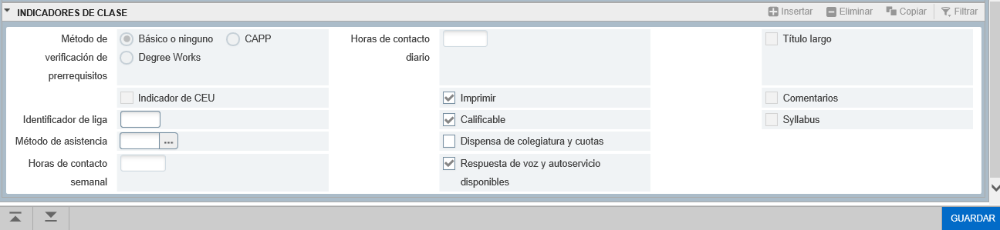 INDICADORES DE CLASE
Insertar Eliminar Copiar Filtrar
Método de verificación de prerrequisitos
Básico o ninguno CAPP
Degree Works
Indicador de CEU
Identificador de liga
Método de asistencia ...
Horas de contacto semanal
Horas de contacto diario
Imprimir
Calificable
Dispensa de colegiatura y cuotas
Respuesta de voz y autoservicio disponibles
Título largo
Comentarios
Syllabus
GUARDAR